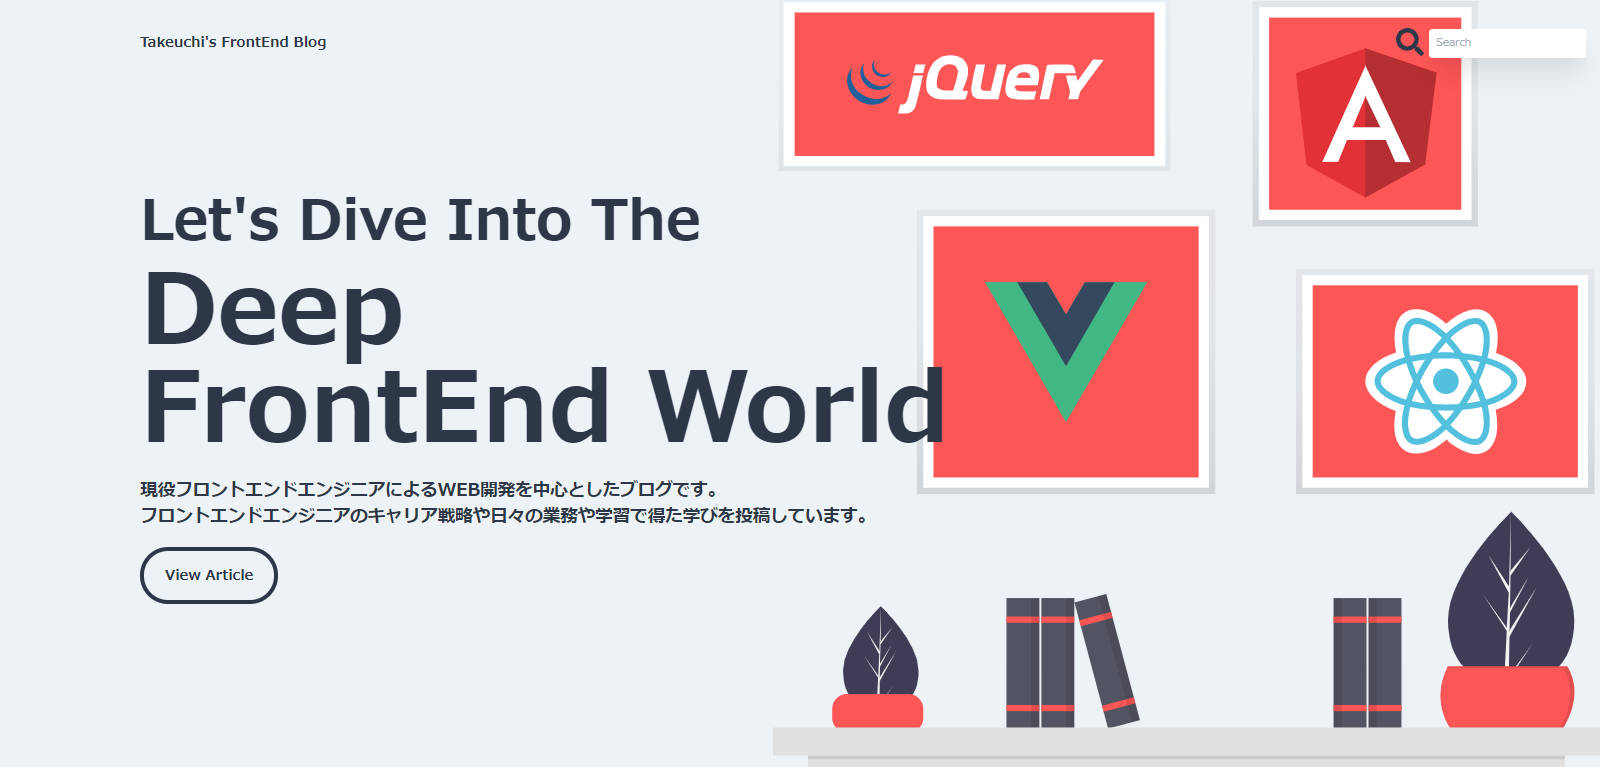 Takeuchi's FrontEnd Blog
Search
jQuery
Let's Dive Into The
Deep
FrontEnd World
現役フロントエンドエンジニアによるWEB開発を中心としたブログです。
フロントエンドエンジニアのキャリア戦略や日々の業務や学習で得た学びを投稿しています。
View Article